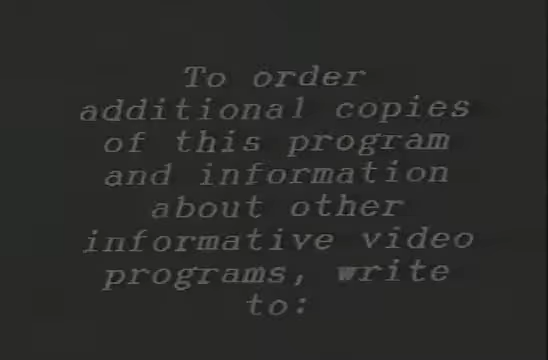 To order
additional copies
of this program
and information
about other
informative video
programs, write
to: